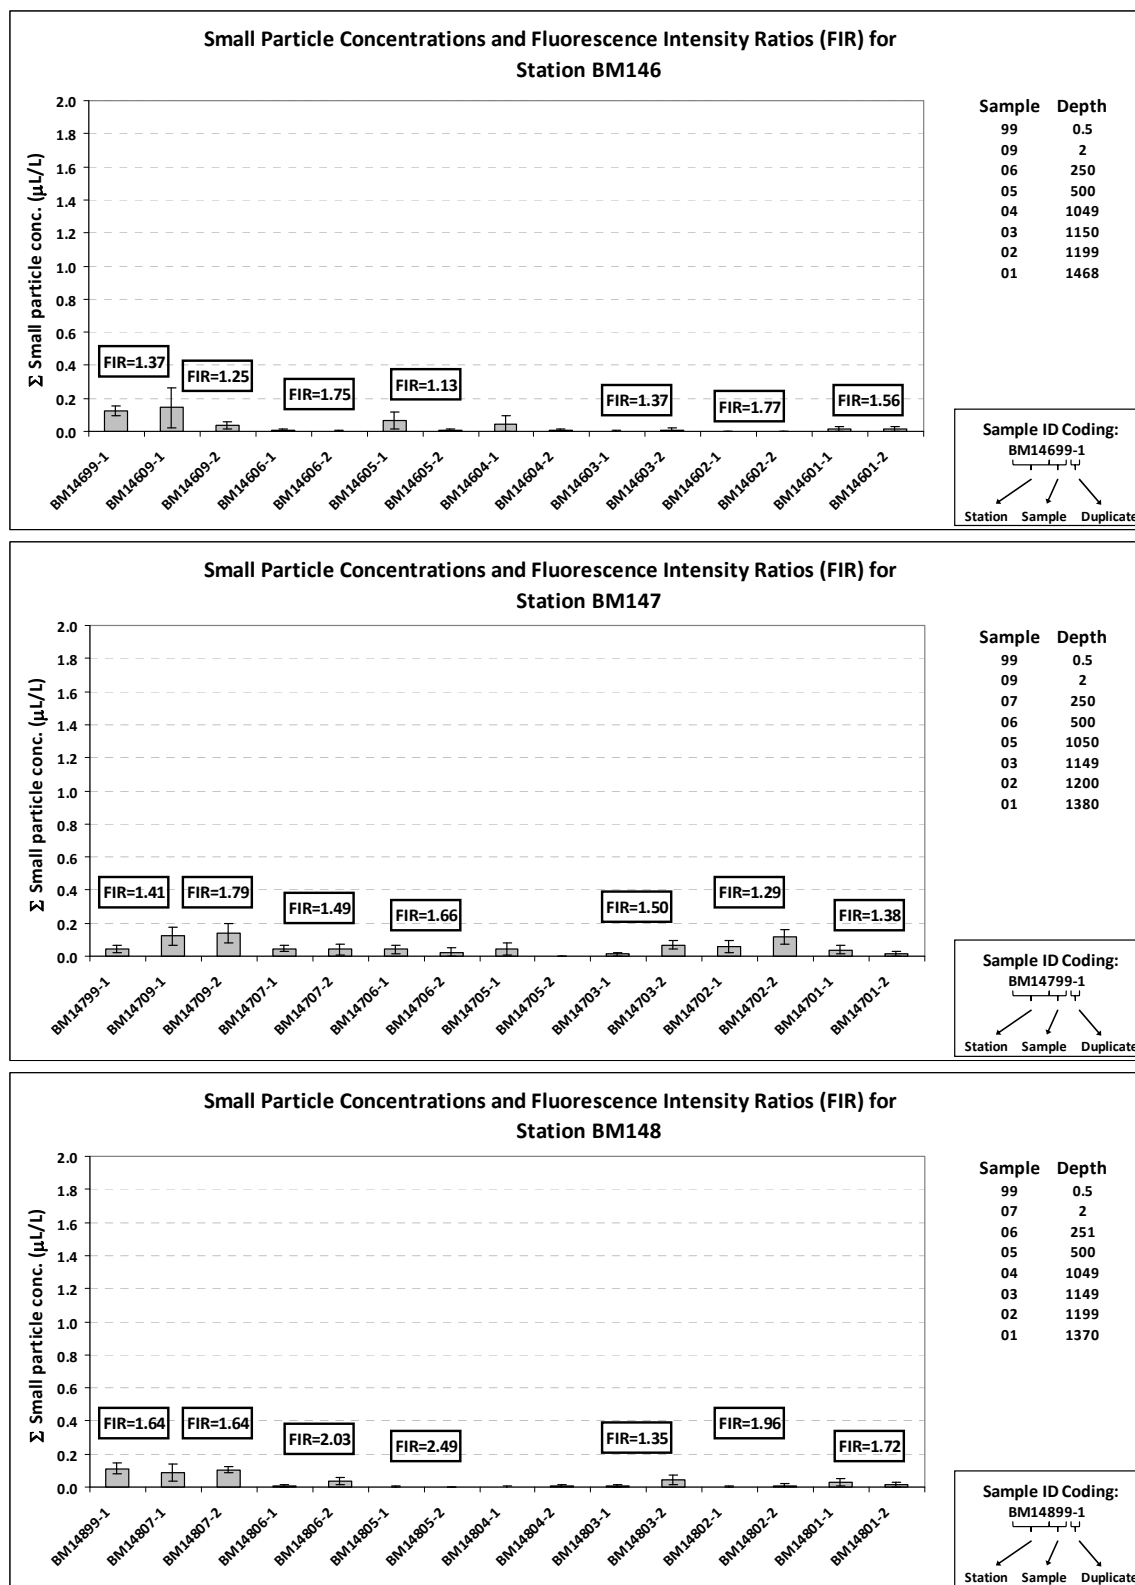 Small Particle Concentrations and Fluorescence Intensity Ratios (FIR) for
Station BM146
Σ Small particle conc. (µL/L)
2.0
1.8
1.6
1.4
1.2
1.0
0.8
0.6
0.4
0.2
0.0
FIR=1.37
FIR=1.25
FIR=1.75
FIR=1.13
FIR=1.37
FIR=1.77
FIR=1.56
BM14699-1
BM14609-1
BM14609-2
BM14606-1
BM14606-2
BM14605-1
BM14605-2
BM14604-1
BM14604-2
BM14603-1
BM14603-2
BM14602-1
BM14602-2
BM14601-1
BM14601-2
Sample Depth
99 0.5
09 2
06 250
05 500
04 1049
03 1150
02 1199
01 1468
Sample ID Coding:
BM14699-1
Station Sample Duplicate
Small Particle Concentrations and Fluorescence Intensity Ratios (FIR) for
Station BM147
Σ Small particle conc. (µL/L)
2.0
1.8
1.6
1.4
1.2
1.0
0.8
0.6
0.4
0.2
0.0
FIR=1.41
FIR=1.79
FIR=1.49
FIR=1.66
FIR=1.50
FIR=1.29
FIR=1.38
BM14799-1
BM14709-1
BM14709-2
BM14707-1
BM14707-2
BM14706-1
BM14706-2
BM14705-1
BM14705-2
BM14703-1
BM14703-2
BM14702-1
BM14702-2
BM14701-1
BM14701-2
Sample Depth
99 0.5
09 2
07 250
06 500
05 1050
03 1149
02 1200
01 1380
Sample ID Coding:
BM14799-1
Station Sample Duplicate
Small Particle Concentrations and Fluorescence Intensity Ratios (FIR) for
Station BM148
Σ Small particle conc. (µL/L)
2.0
1.8
1.6
1.4
1.2
1.0
0.8
0.6
0.4
0.2
0.0
FIR=1.64
FIR=1.64
FIR=2.03
FIR=2.49
FIR=1.35
FIR=1.96
FIR=1.72
BM14899-1
BM14807-1
BM14807-2
BM14806-1
BM14806-2
BM14805-1
BM14805-2
BM14804-1
BM14804-2
BM14803-1
BM14803-2
BM14802-1
BM14802-2
BM14801-1
BM14801-2
Sample Depth
99 0.5
07 2
06 251
05 500
04 1049
03 1149
02 1199
01 1370
Sample ID Coding:
BM14899-1
Station Sample Duplicate